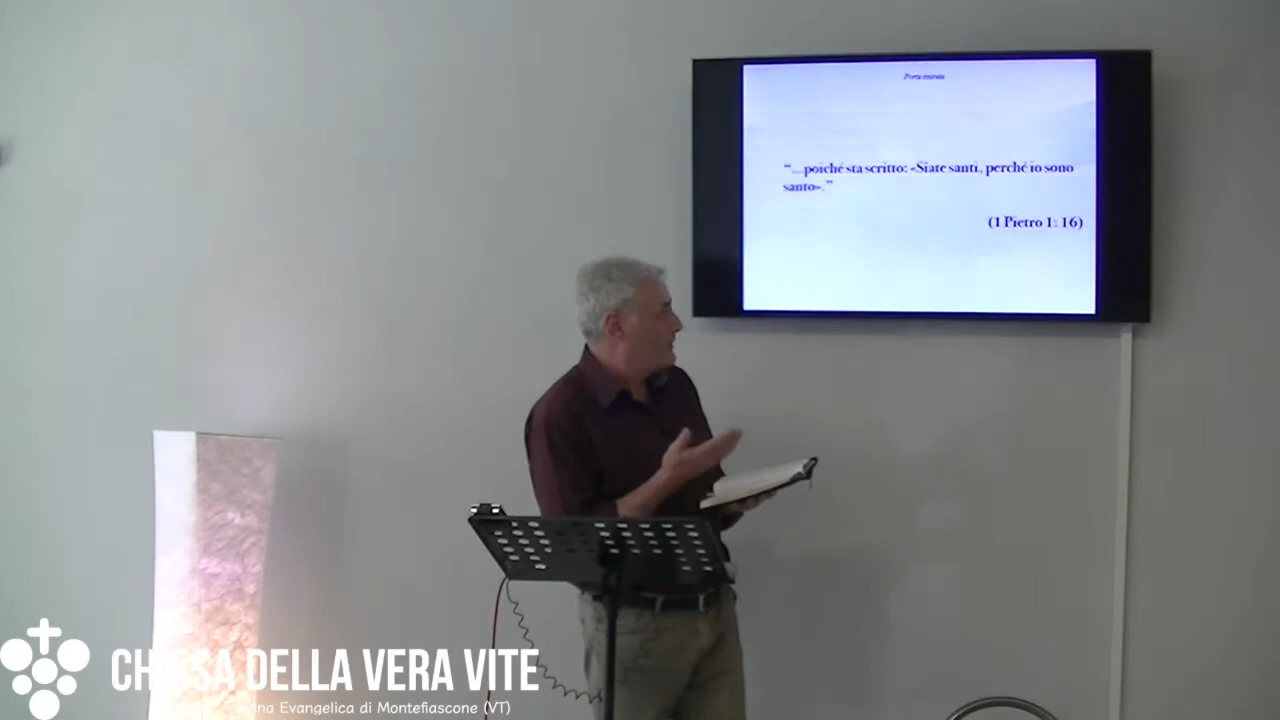 “...poiché sta scritto: «Siate santi, perché io sono
santo».”
(1 Pietro 1: 16)
CHIESA DELLA VERA VITE
Evangelica di Montefiascone (VT)